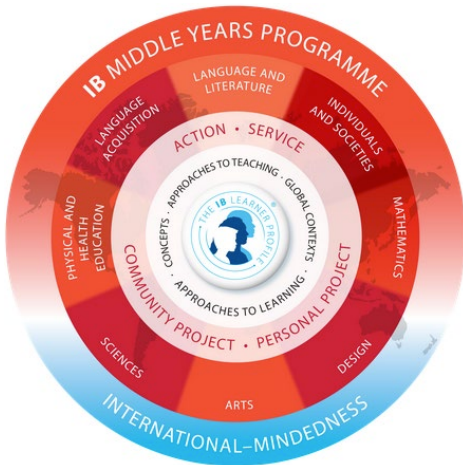 IB MIDDLE YEARS PROGRAMME
LANGUAGE AND
LITERATURE
INDIVIDUALS
AND SOCIETIES
MATHEMATICS
DESIGN
ARTS
SCIENCES
PHYSICAL AND
HEALTH
EDUCATION
LANGUAGE
ACQUISITION
ACTION • SERVICE
COMMUNITY PROJECT • PERSONAL PROJECT
APPROACHES TO TEACHING · GLOBAL CONTEXTS ·
APPROACHES TO LEARNING · CONCEPTS ·
THE IB LEARNER PROFILE
®
INTERNATIONAL–MINDEDNESS